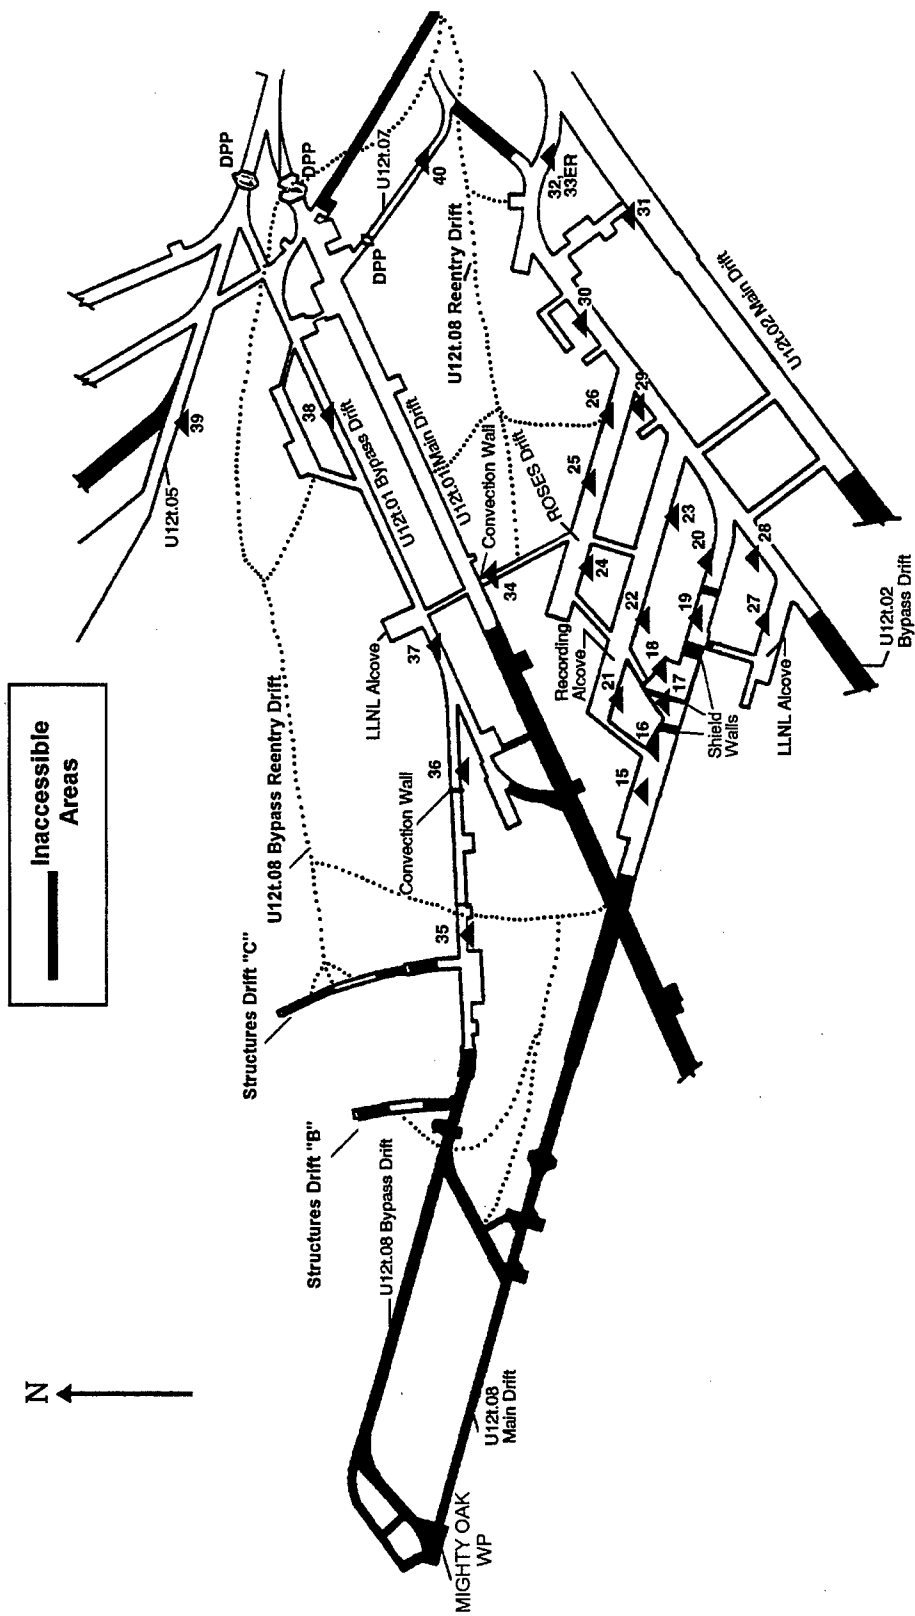 Inaccessible
Areas
N
DPP
DPP
U12t.07
40
DPP
U12t.05
39
38
U12t.01 Bypass Drift
U12t.01 Main Drift
U12t.08 Reentry Drift
32,
33ER
31
30
U12t.02 Main Drift
29
26
25
ROSES Drift
Convection Wall
34
24
23
20
28
22
19
27
18
17
16
21
15
Recording
Alcove
Shield
Walls
LLNL Alcove
U12t.02
Bypass Drift
LLNL Alcove
37
36
Convection Wall
35
U12t.08 Bypass Reentry Drift
Structures Drift "C"
Structures Drift "B"
U12t.08 Bypass Drift
U12t.08
Main Drift
MIGHTY OAK
WP